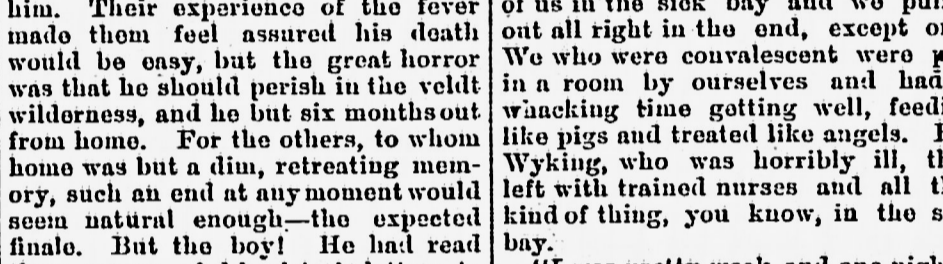 him. Their experience of the fever
made them feel assured his death
would be easy, but the great horror
was that he should perish in the veldt
wilderness, and he but six months out
from home. For the others, to whom
home was but a dim, retreating mem-
ory, such an end at any moment would
seem natural enough—the expected
finale. But the boy! He had read
of us in the sick bay and we
out all right in the end, except
We who were convalescent were
in a room by ourselves and had
whacking time getting well,
like pigs and treated like angels.
Wyking, who was horribly ill,
left with trained nurses and all
kind of thing, you know, in the
bay.